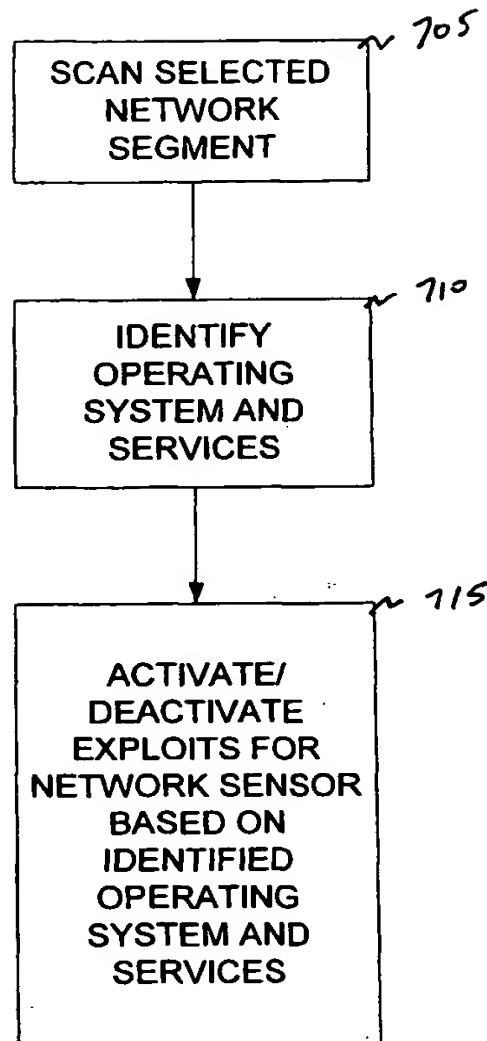 705
SCAN SELECTED
NETWORK
SEGMENT
710
IDENTIFY
OPERATING
SYSTEM AND
SERVICES
715
ACTIVATE/
DEACTIVATE
EXPLOITS FOR
NETWORK SENSOR
BASED ON
IDENTIFIED
OPERATING
SYSTEM AND
SERVICES